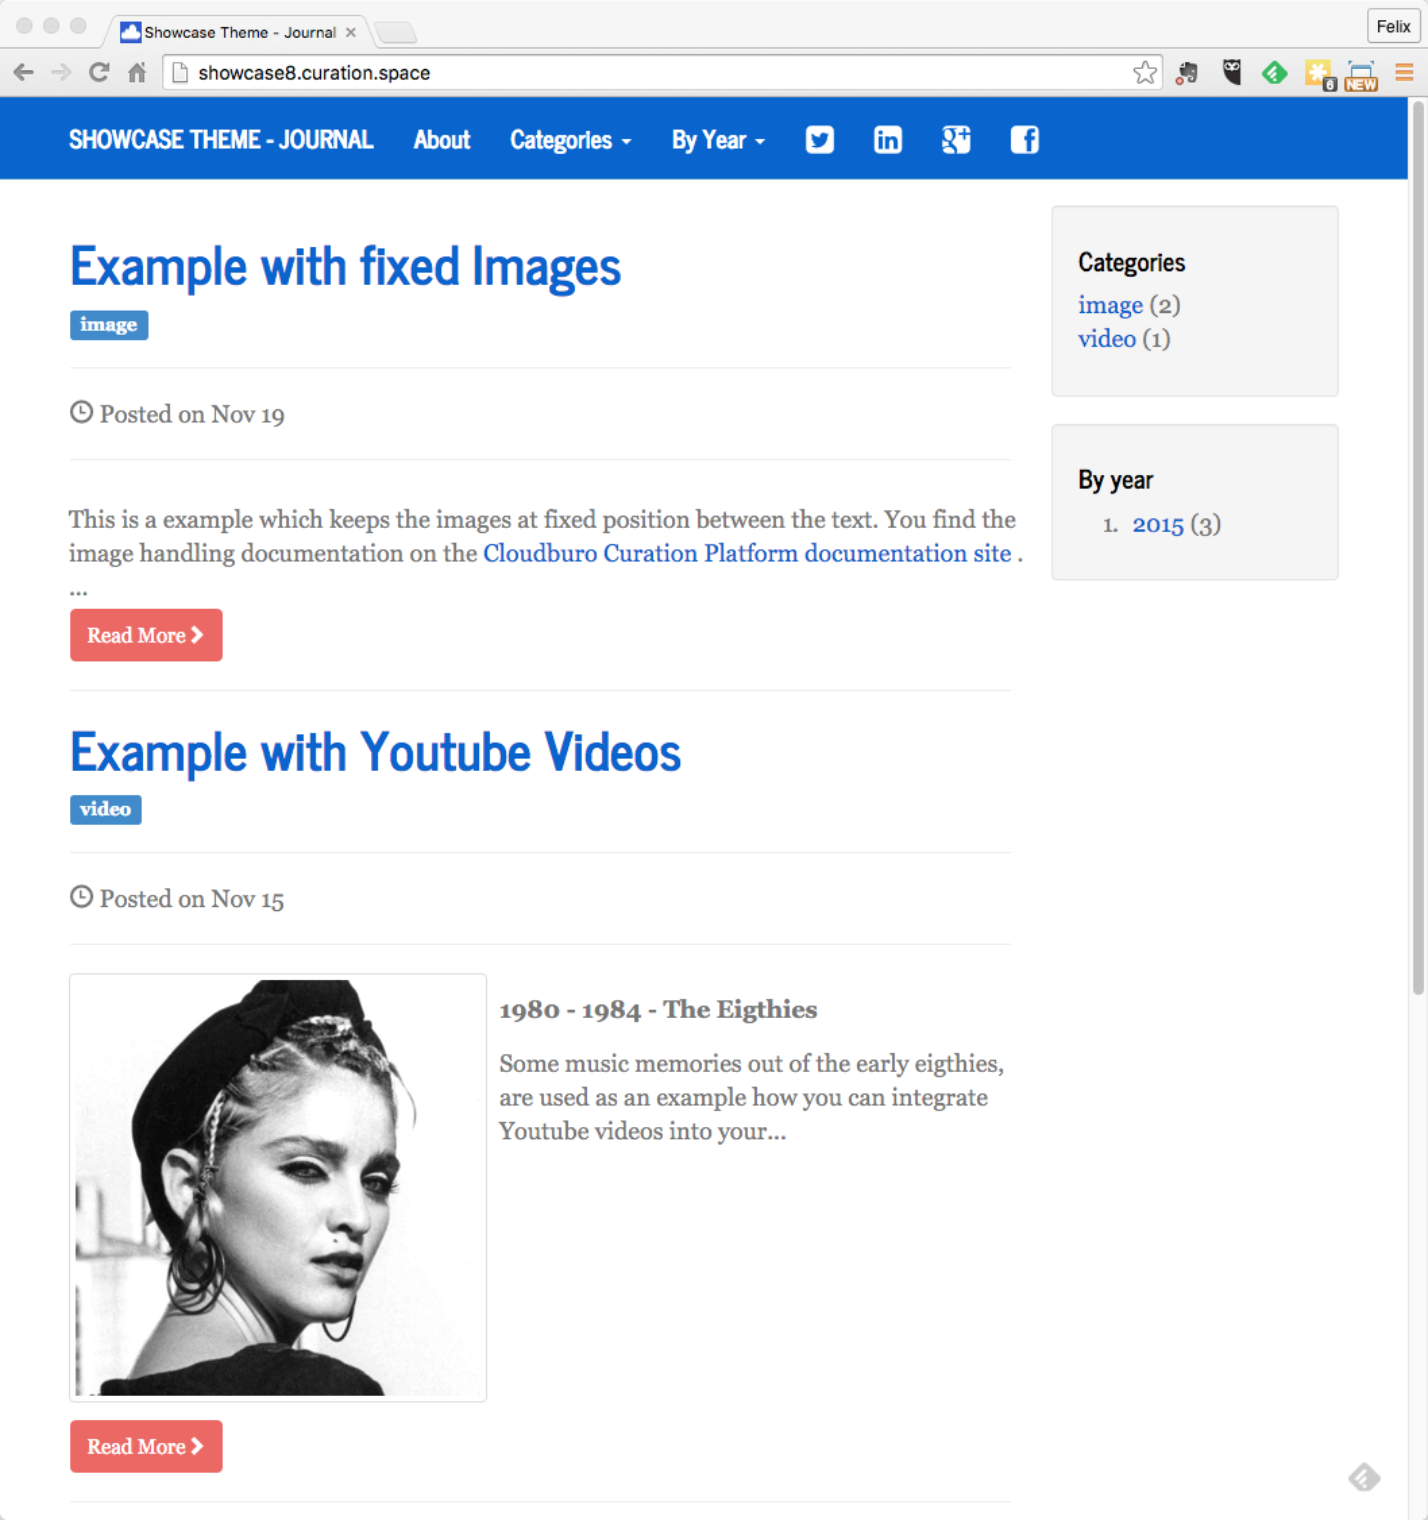 Showcase Theme - Journal
Felix
showcase8.curation.space
6
NEW
SHOWCASE THEME - JOURNAL About Categories By Year
Example with fixed Images
image
Posted on Nov 19
This is a example which keeps the images at fixed position between the text. You find the
image handling documentation on the Cloudburo Curation Platform documentation site .
...
Read More
Example with Youtube Videos
video
Posted on Nov 15
1980 - 1984 - The Eigthies
Some music memories out of the early eigthies,
are used as an example how you can integrate
Youtube videos into your...
Read More
Categories
image (2)
video (1)
By year
1. 2015 (3)